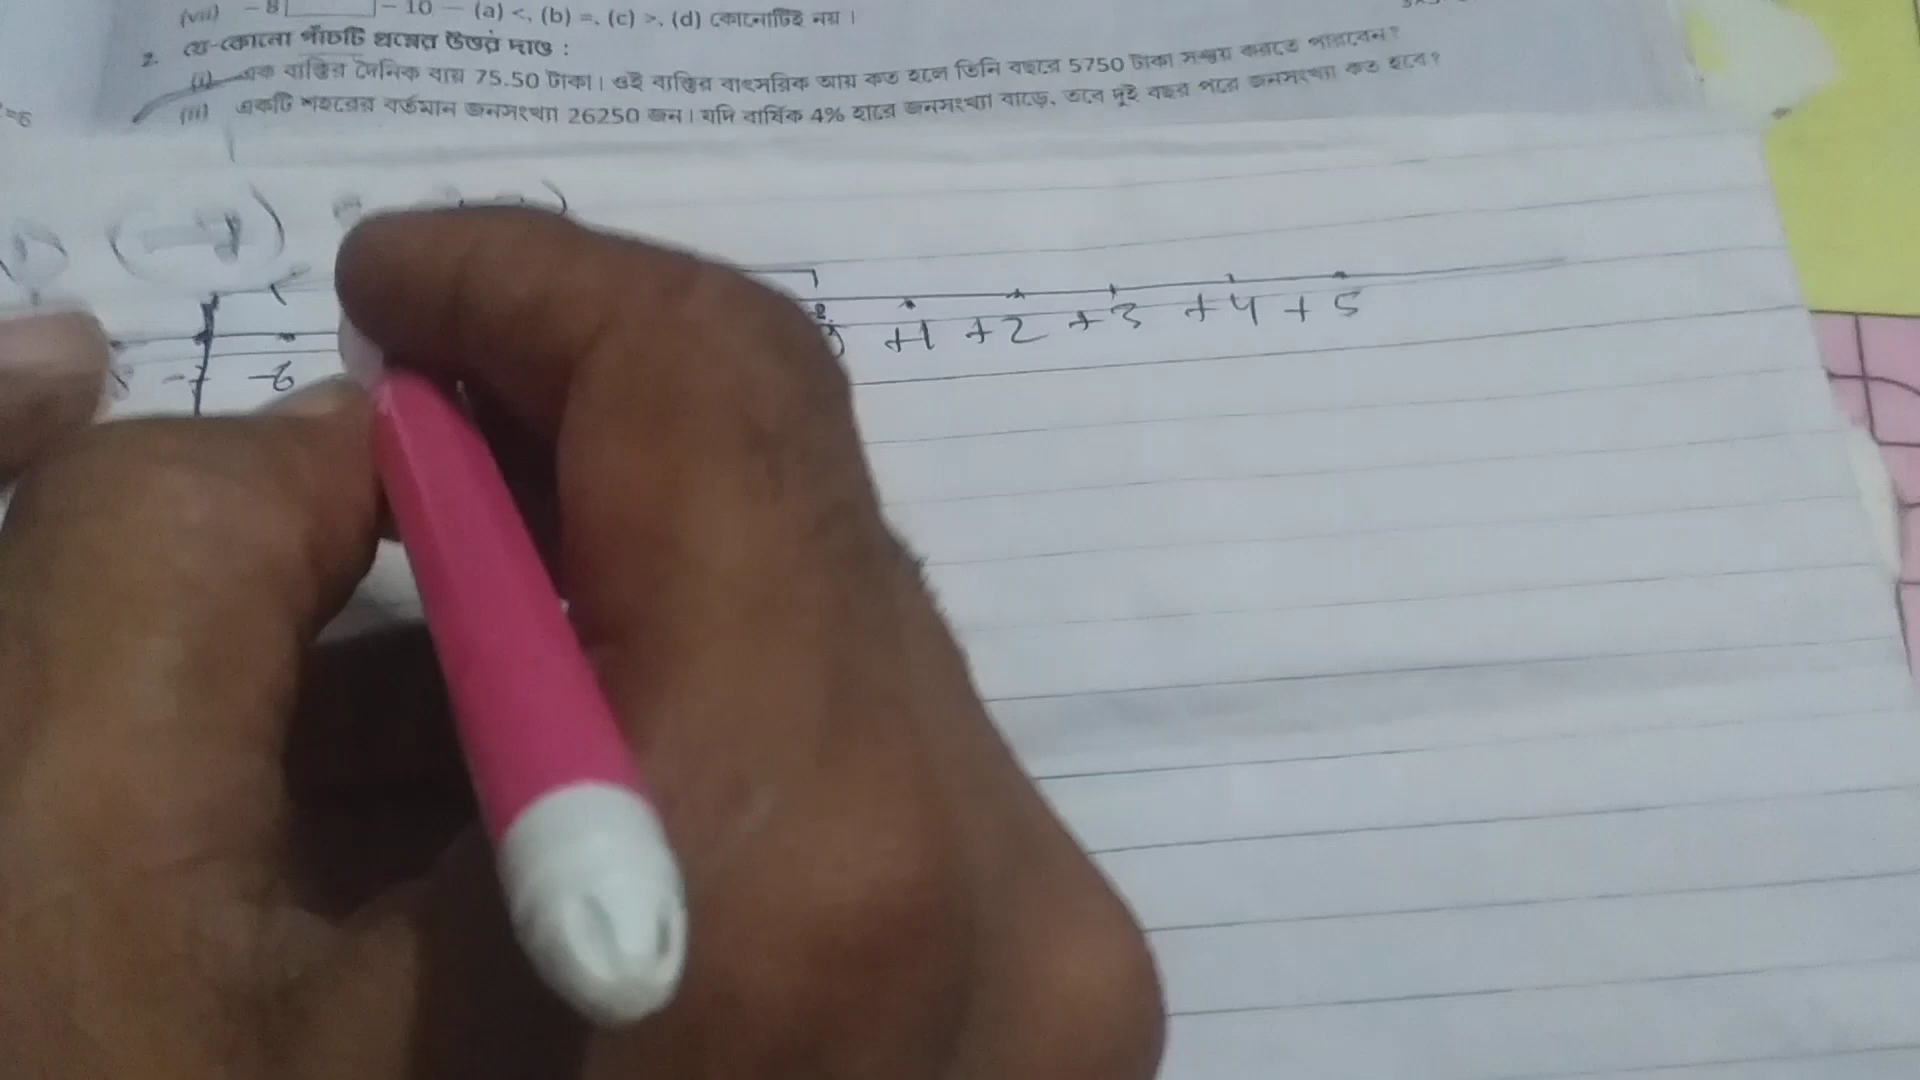 (vii) -8 - 10 - (a) <, (b) =, (c) >, (d) কোনোটিই নয়।
2. যে-কোনো পাঁচটি প্রশ্নের উত্তর দাও :
(i) এক ব্যক্তির দৈনিক ব্যয় 75.50 টাকা। ওই ব্যক্তির বাৎসরিক আয় কত হলে তিনি বছরে 5750 টাকা সঞ্চয় করতে পারবেন?
(ii) একটি শহরের বর্তমান জনসংখ্যা 26250 জন। যদি বার্ষিক 4% হারে জনসংখ্যা বাড়ে, তবে দুই বছর পরে জনসংখ্যা কত হবে?
-7 -6 +1 +2 +3 +4 +5